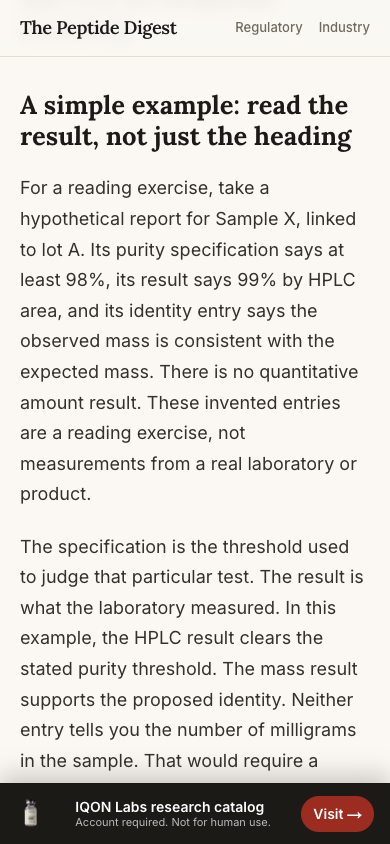 The Peptide Digest
Regulatory Industry
A simple example: read the
result, not just the heading
For a reading exercise, take a
hypothetical report for Sample X, linked
to lot A. Its purity specification says at
least 98%, its result says 99% by HPLC
area, and its identity entry says the
observed mass is consistent with the
expected mass. There is no quantitative
amount result. These invented entries
are a reading exercise, not
measurements from a real laboratory or
product.
The specification is the threshold used
to judge that particular test. The result is
what the laboratory measured. In this
example, the HPLC result clears the
stated purity threshold. The mass result
supports the proposed identity. Neither
entry tells you the number of milligrams
in the sample. That would require a
IQON Labs research catalog
Account required. Not for human use.
Visit →